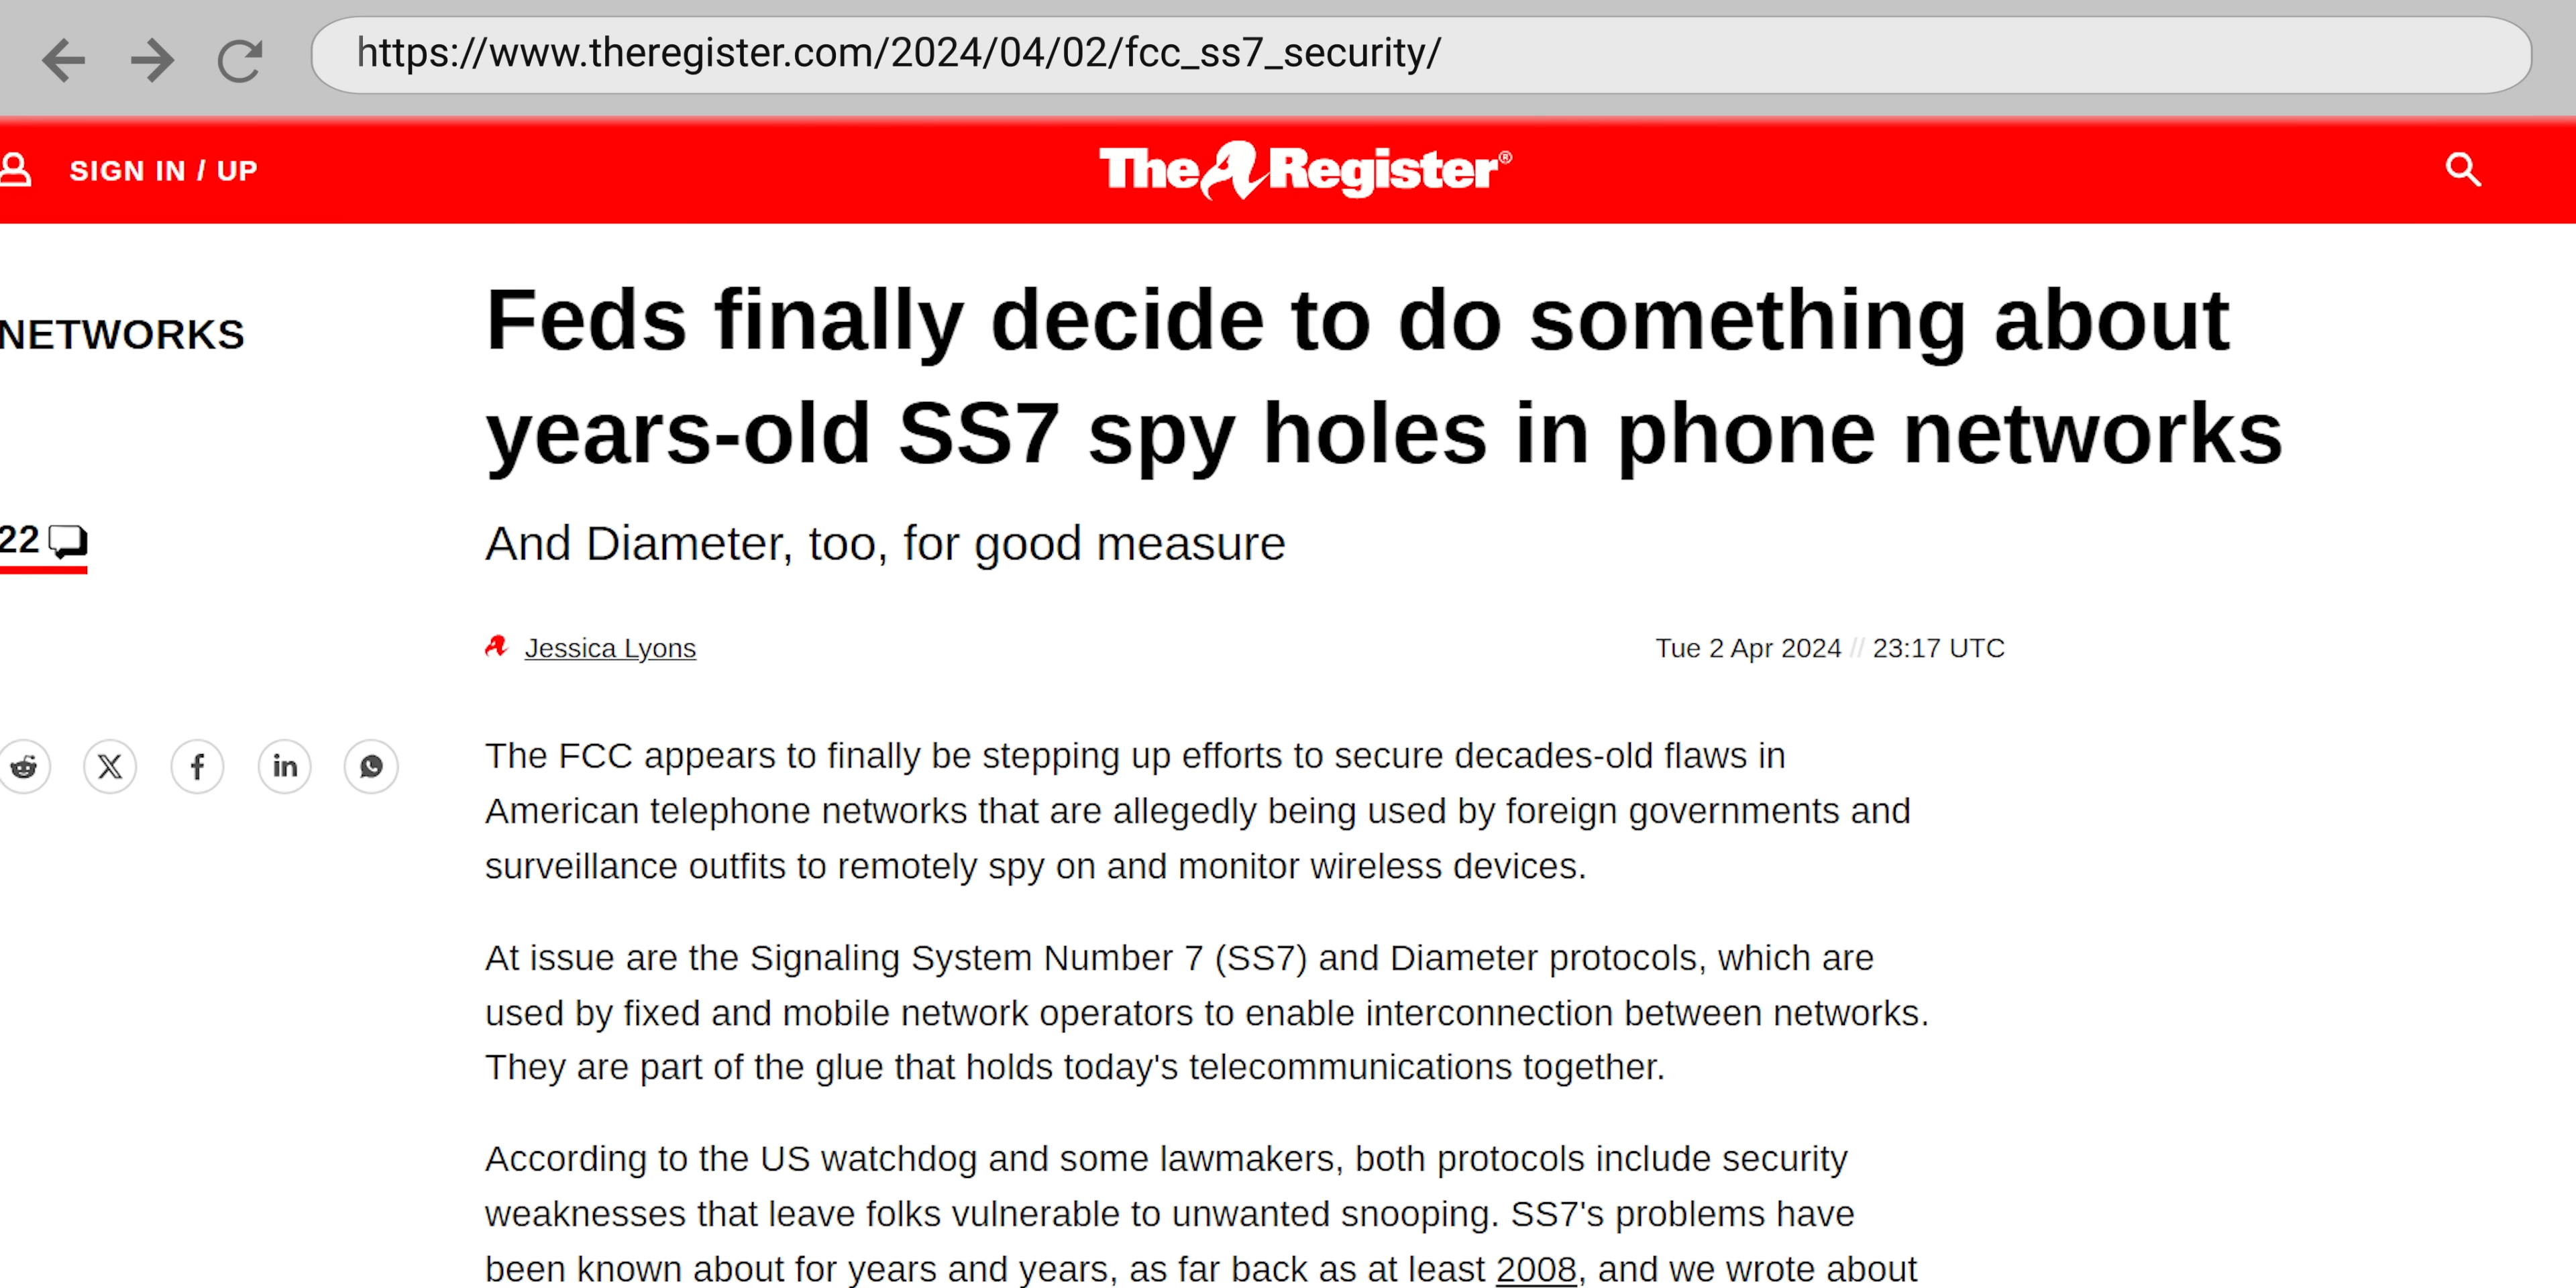 https://www.theregister.com/2024/04/02/fcc_ss7_security/
SIGN IN / UP
The Register®
NETWORKS
Feds finally decide to do something about
years-old SS7 spy holes in phone networks
22
And Diameter, too, for good measure
Jessica Lyons
Tue 2 Apr 2024 // 23:17 UTC
The FCC appears to finally be stepping up efforts to secure decades-old flaws in
American telephone networks that are allegedly being used by foreign governments and
surveillance outfits to remotely spy on and monitor wireless devices.
At issue are the Signaling System Number 7 (SS7) and Diameter protocols, which are
used by fixed and mobile network operators to enable interconnection between networks.
They are part of the glue that holds today's telecommunications together.
According to the US watchdog and some lawmakers, both protocols include security
weaknesses that leave folks vulnerable to unwanted snooping. SS7's problems have
been known about for years and years, as far back as at least 2008, and we wrote about